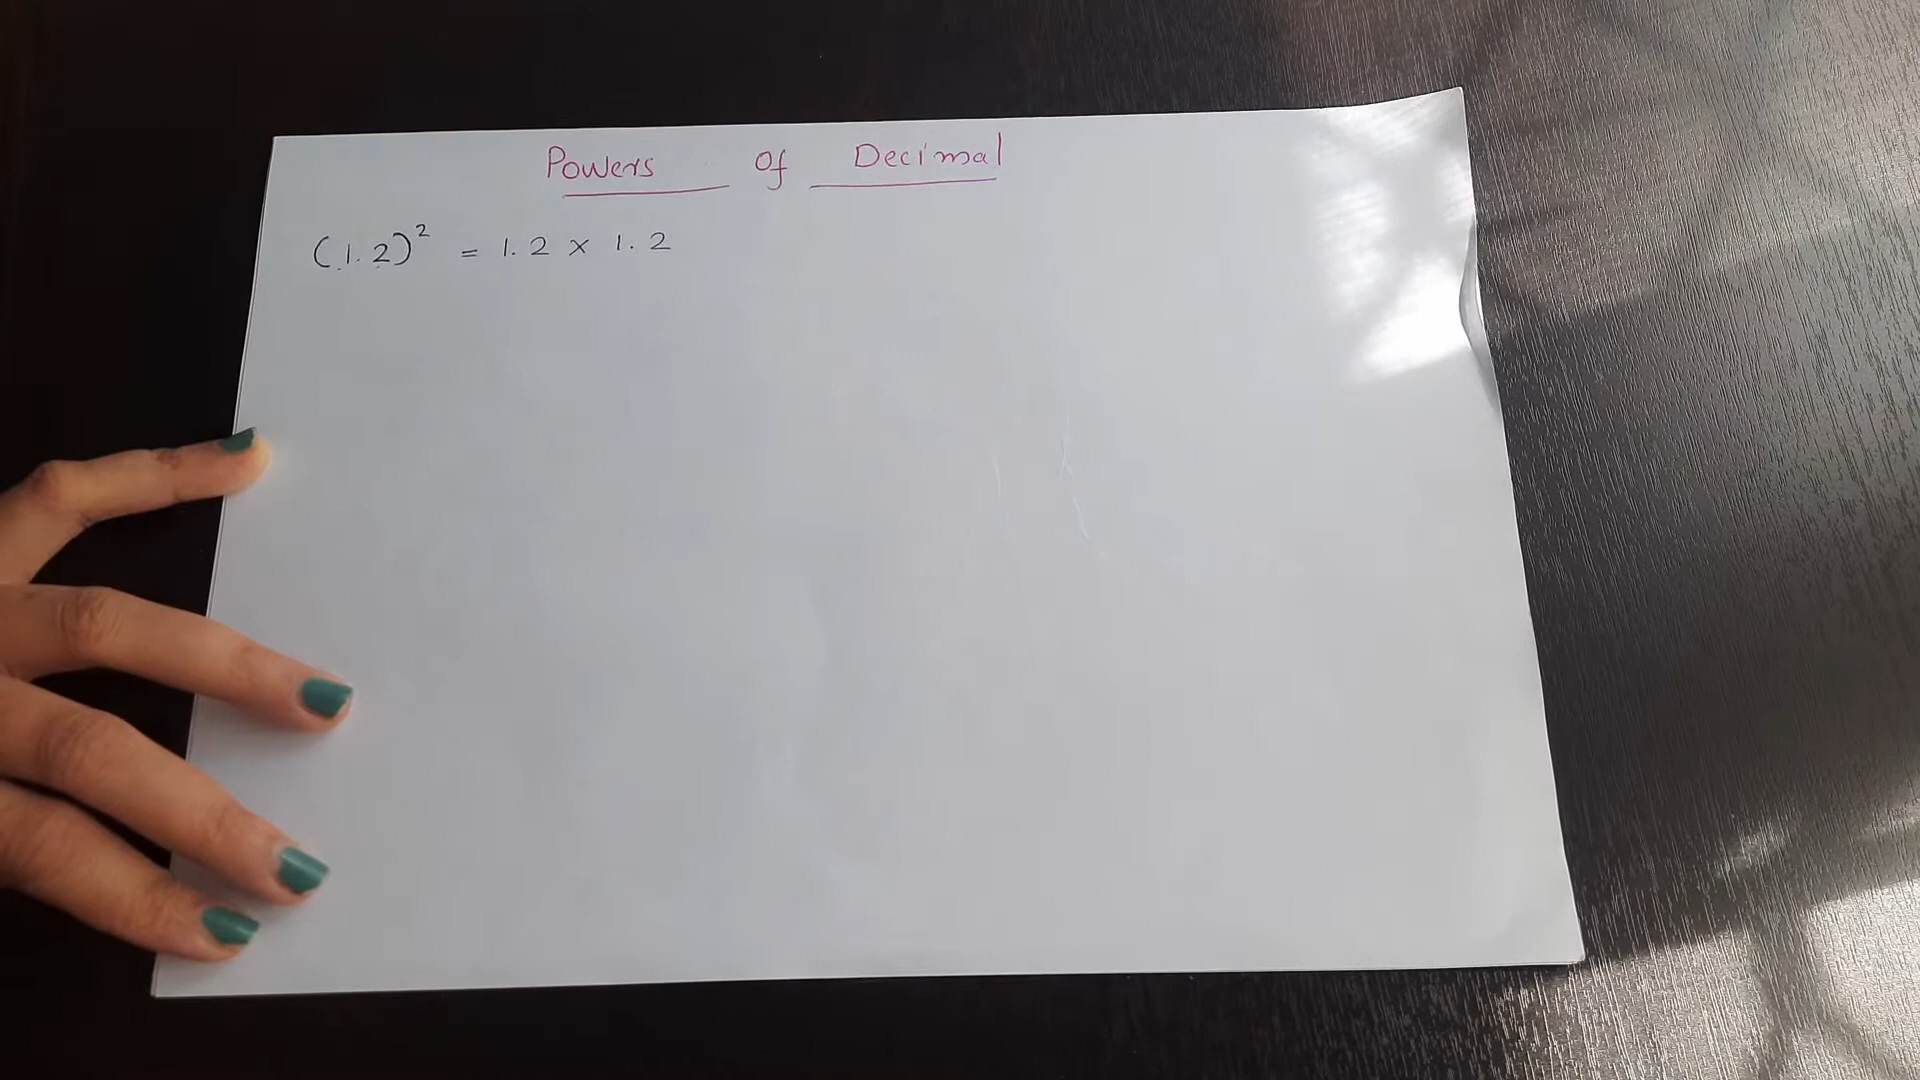 Powers of Decimal
(1.2)² = 1.2 × 1.2